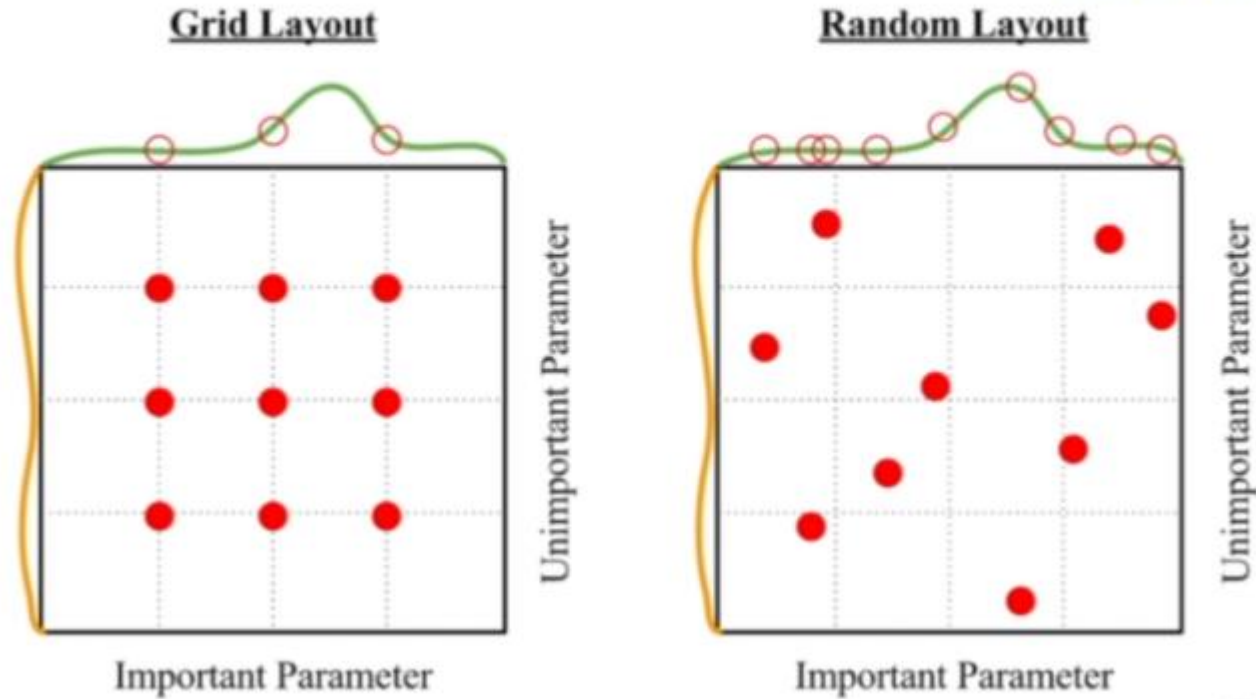 Grid Layout
Random Layout
Unimportant Parameter
Unimportant Parameter
Important Parameter
Important Parameter